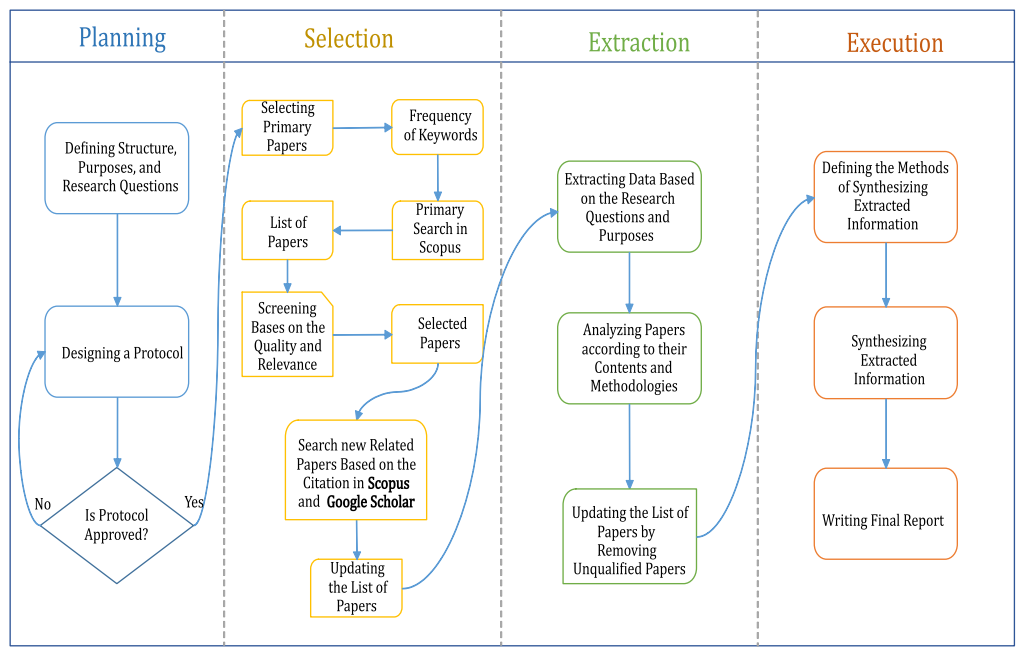 Planning
Selection
Extraction
Execution
Defining Structure,
Purposes, and
Research Questions
Designing a Protocol
Is Protocol
Approved?
No
Yes
Selecting
Primary
Papers
Frequency
of Keywords
Primary
Search in
Scopus
List of
Papers
Screening
Bases on the
Quality and
Relevance
Selected
Papers
Search new Related
Papers Based on the
Citation in Scopus
and Google Scholar
Updating
the List of
Papers
Extracting Data Based
on the Research
Questions and
Purposes
Analyzing Papers
according to their
Contents and
Methodologies
Updating the List of
Papers by
Removing
Unqualified Papers
Defining the Methods
of Synthesizing
Extracted
Information
Synthesizing
Extracted
Information
Writing Final Report